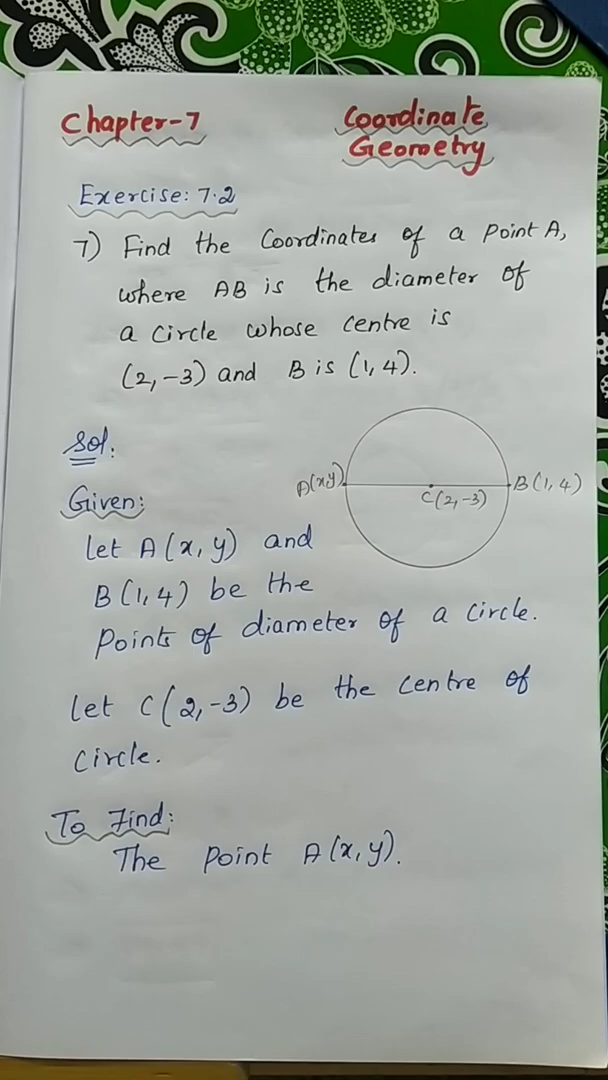 Chapter-7
Coordinate
Geometry
Exercise: 7.2
7) Find the Coordinates of a point A,
where AB is the diameter of
a circle whose centre is
(2,-3) and B is (1,4).
Sol.
A(x,y)
C(2,-3)
B(1,4)
Given:
Let A(x,y) and
B(1,4) be the
Points of diameter of a circle.
Let C(2,-3) be the centre of
circle.
To Find:
The point A(x,y).